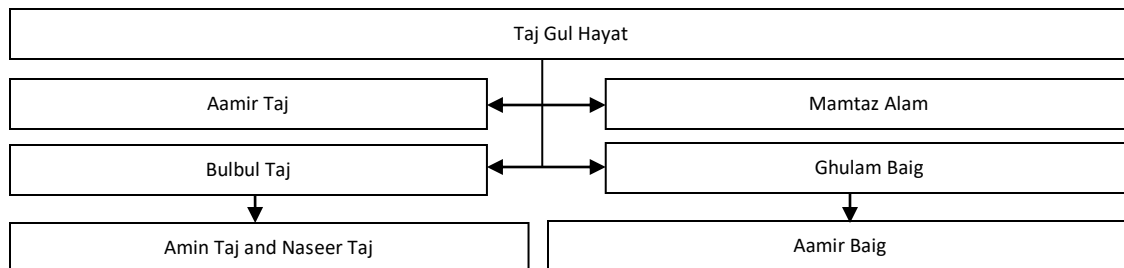 Taj Gul Hayat
Aamir Taj
Mamtaz Alam
Bulbul Taj
Ghulam Baig
Amin Taj and Naseer Taj
Aamir Baig